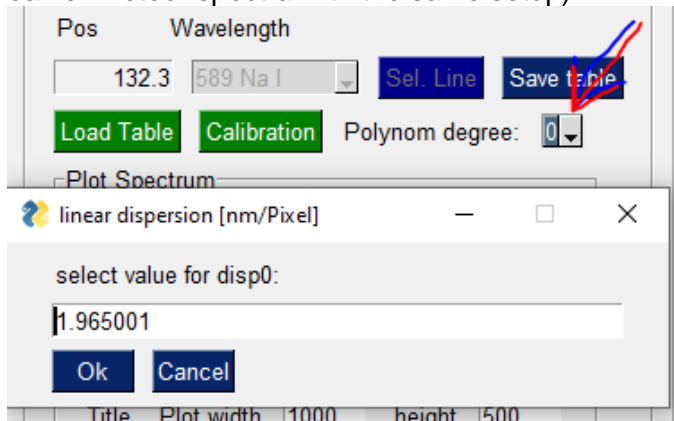 Pos Wavelength
132.3 589 Na I Sel. Line Save table
Load Table Calibration Polynom degree: 0
Plot Spectrum
linear dispersion [nm/Pixel]
select value for disp0:
1.965001
Ok Cancel
Title Plot width 1000 height 500